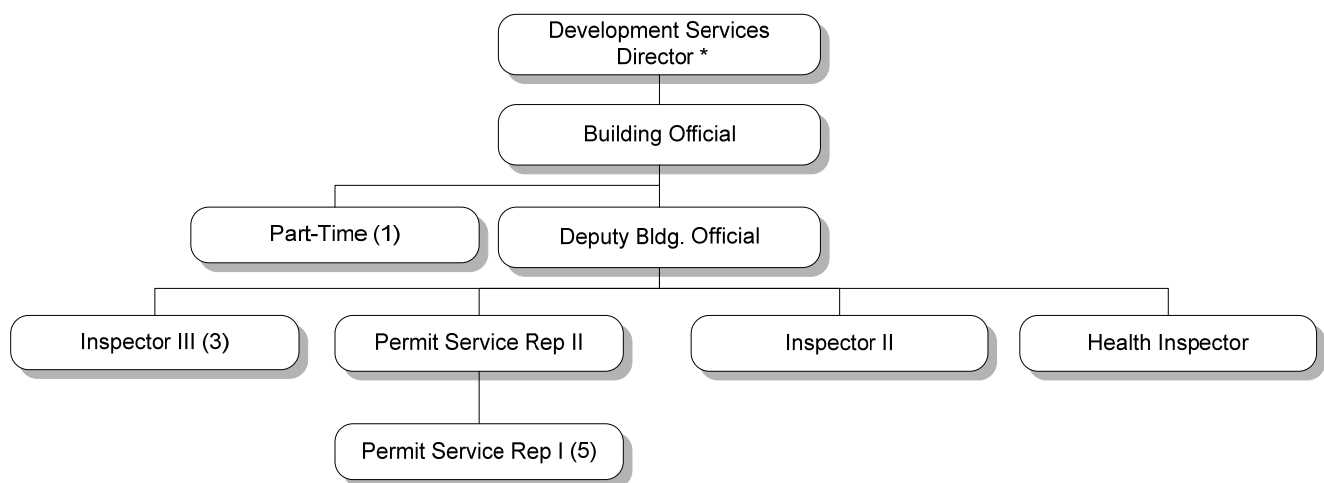 Development Services
Director *
Building Official
Part-Time (1)
Deputy Bldg. Official
Inspector III (3)
Permit Service Rep II
Inspector II
Health Inspector
Permit Service Rep I (5)